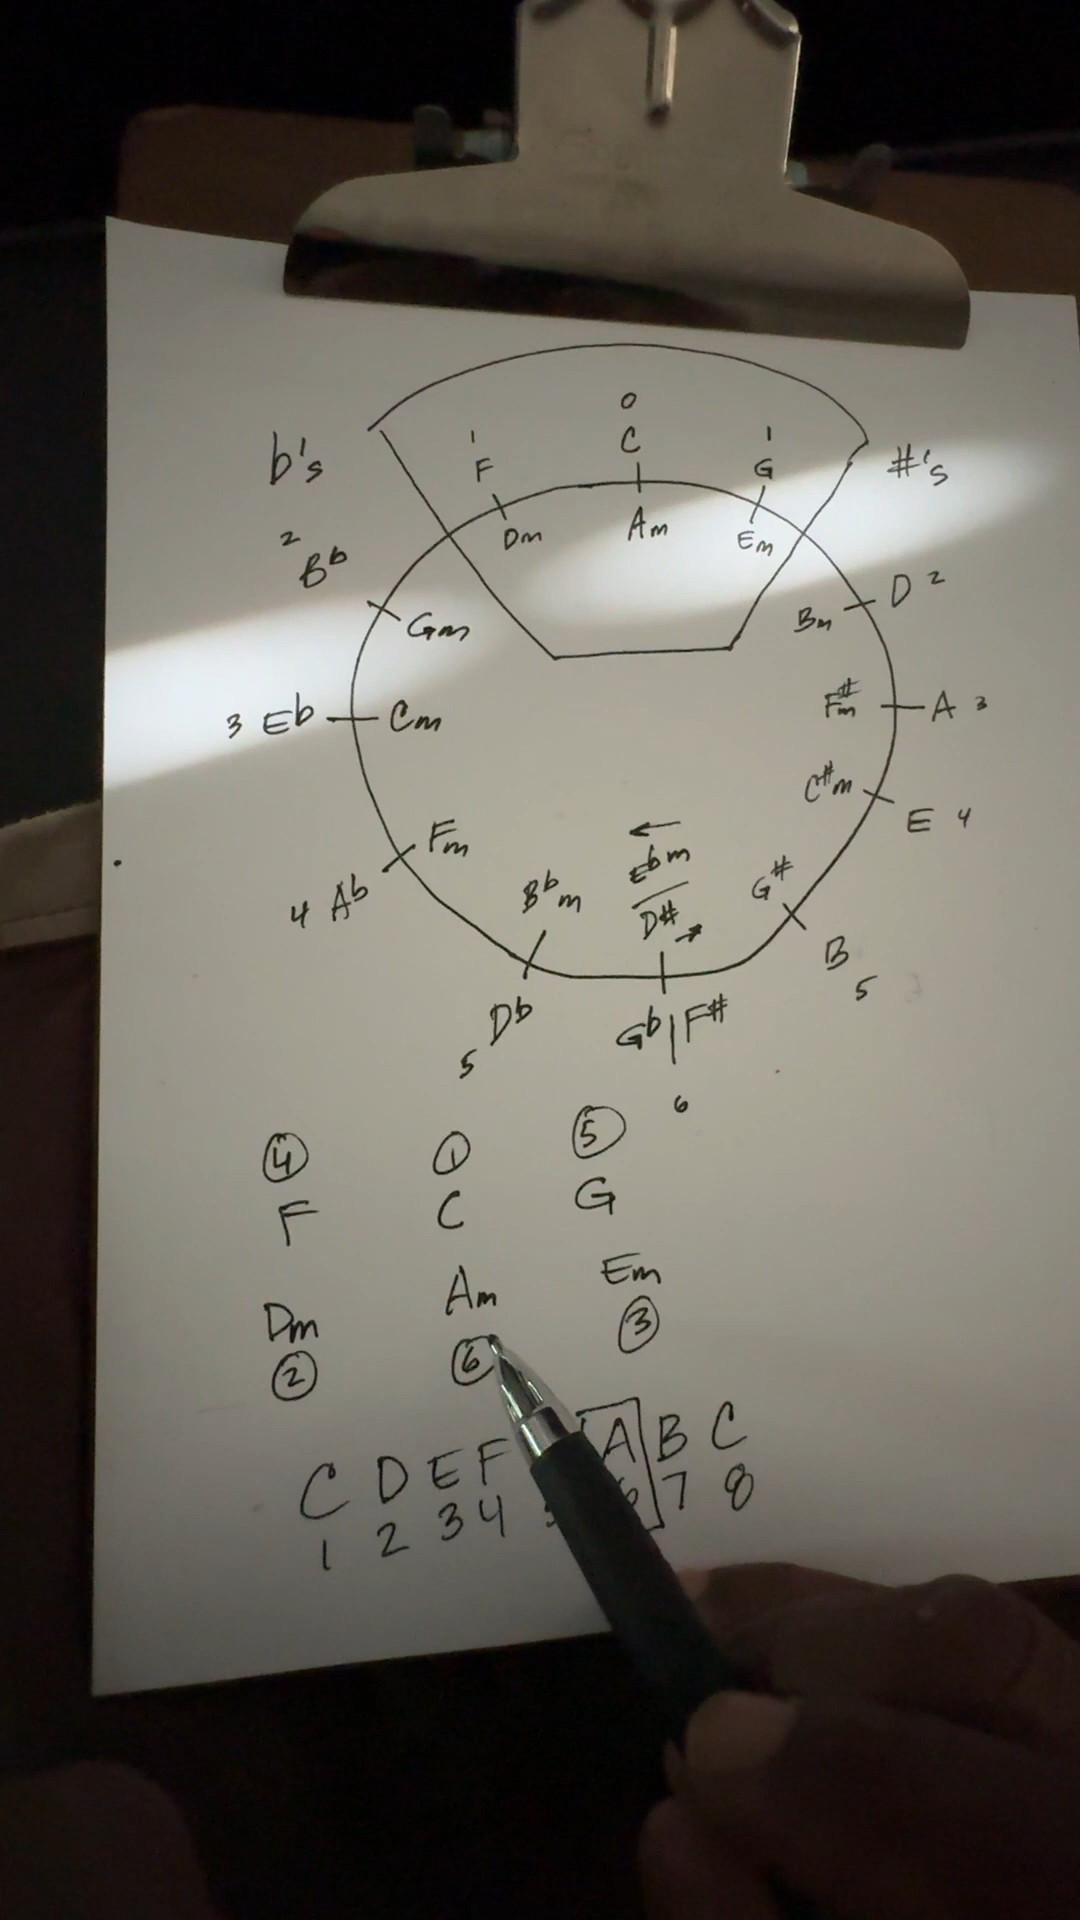 0
1 C 1
b's F G #'s
Dm Am Em
2 Bb D 2
Gm Bm
3 Eb Cm F#m A 3
C#m E 4
Fm
4 Ab Bbm Ebm G#
D#
Db B
5 Gb | F# 5
6
4 1 5
F C G
Dm Am Em
2 6 3
C D E F A B C
1 2 3 4 7 8